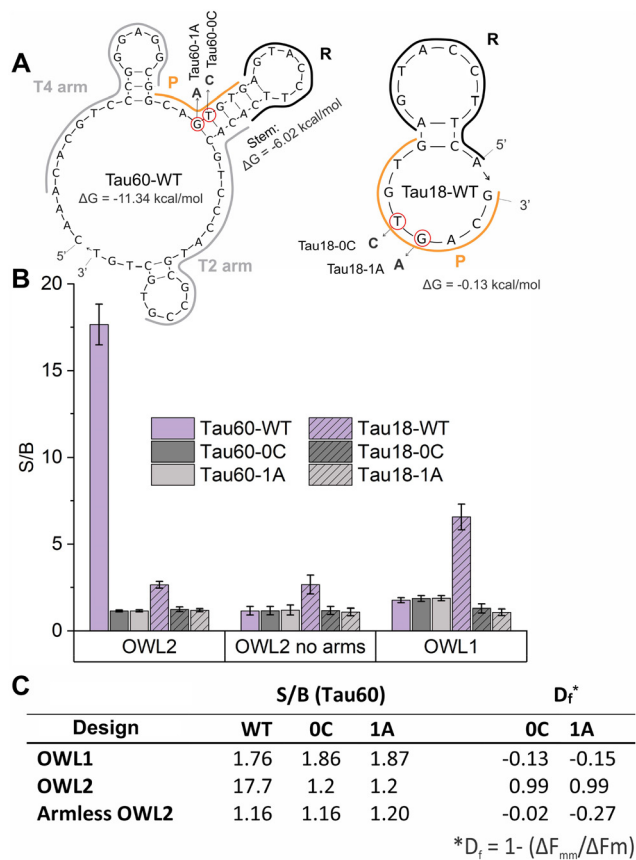 A
Tau60-1A
Tau60-0C
R
T4 arm
P
A C
Stem:
ΔG = -6.02 kcal/mol
Tau60-WT
ΔG = -11.34 kcal/mol
5'
3'
T2 arm
R
T A C C T T
5'
Tau18-WT
3'
Tau18-0C
C
Tau18-1A
A
P
ΔG = -0.13 kcal/mol
B
S/B
20
15
10
5
0
Tau60-WT Tau18-WT
Tau60-0C Tau18-0C
Tau60-1A Tau18-1A
OWL2 OWL2 no arms OWL1
C
S/B (Tau60) Df*
Design WT 0C 1A 0C 1A
OWL1 1.76 1.86 1.87 -0.13 -0.15
OWL2 17.7 1.2 1.2 0.99 0.99
Armless OWL2 1.16 1.16 1.20 -0.02 -0.27
*Df = 1- (ΔFmm/ΔFm)